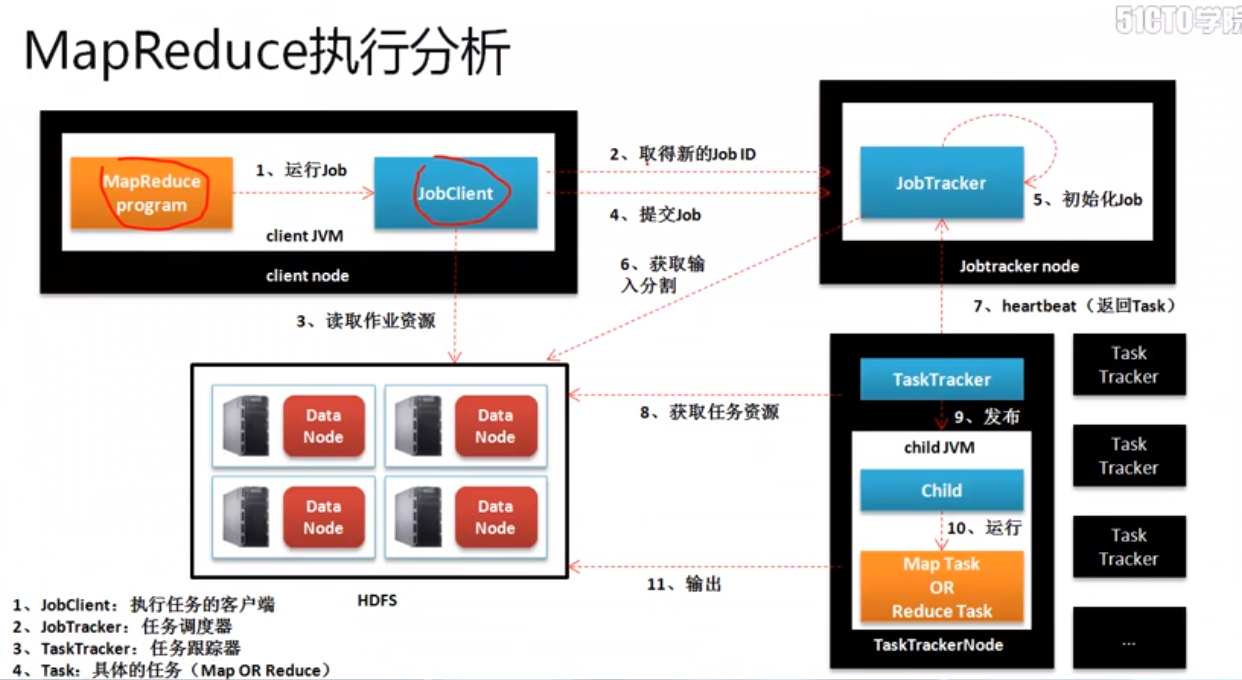 51CTO学院
MapReduce执行分析
MapReduce
program
1、运行Job
JobClient
client JVM
client node
2、取得新的Job ID
4、提交Job
JobTracker
5、初始化Job
Jobtracker node
3、读取作业资源
6、获取输
入分割
7、heartbeat（返回Task）
Data
Node
Data
Node
Data
Node
Data
Node
HDFS
8、获取任务资源
11、输出
TaskTracker
9、发布
child JVM
Child
10、运行
Map Task
OR
Reduce Task
TaskTrackerNode
Task
Tracker
Task
Tracker
Task
Tracker
...
1、JobClient：执行任务的客户端
2、JobTracker：任务调度器
3、TaskTracker：任务跟踪器
4、Task：具体的任务（Map OR Reduce）